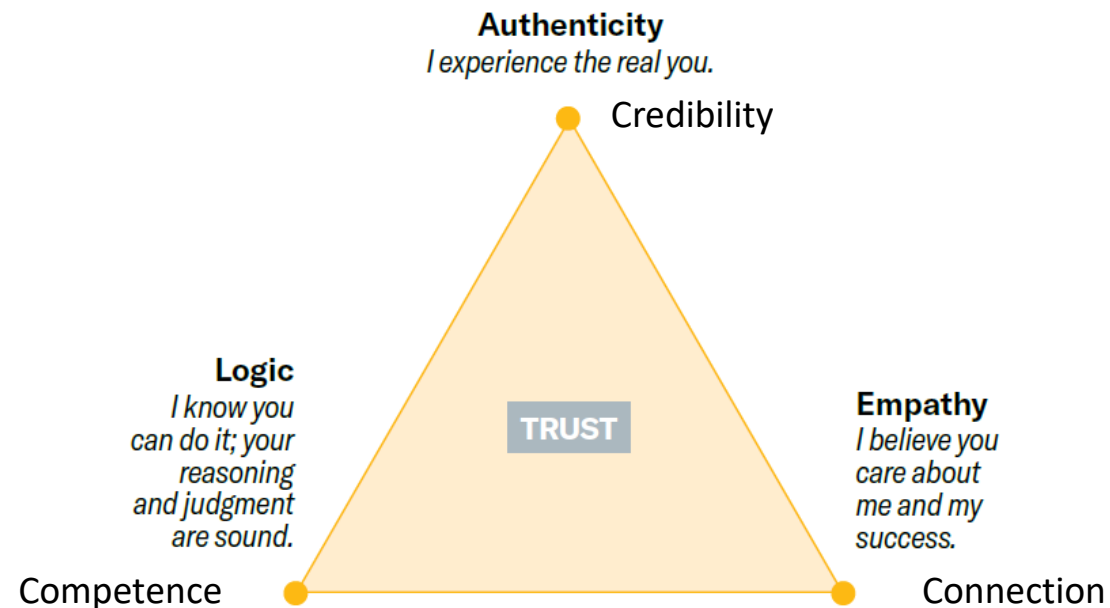 Authenticity
I experience the real you.
Credibility
Logic
I know you
can do it; your
reasoning
and judgment
are sound.
TRUST
Empathy
I believe you
care about
me and my
success.
Competence
Connection